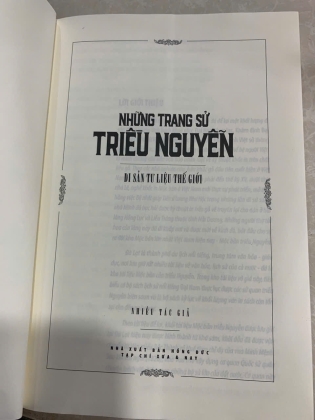 NHỮNG TRANG SỬ
TRIỀU NGUYỄN
DI SẢN TƯ LIỆU THẾ GIỚI
NHIỀU TÁC GIẢ
NHÀ XUẤT BẢN HỒNG ĐỨC
TẠP CHÍ XƯA & NAY